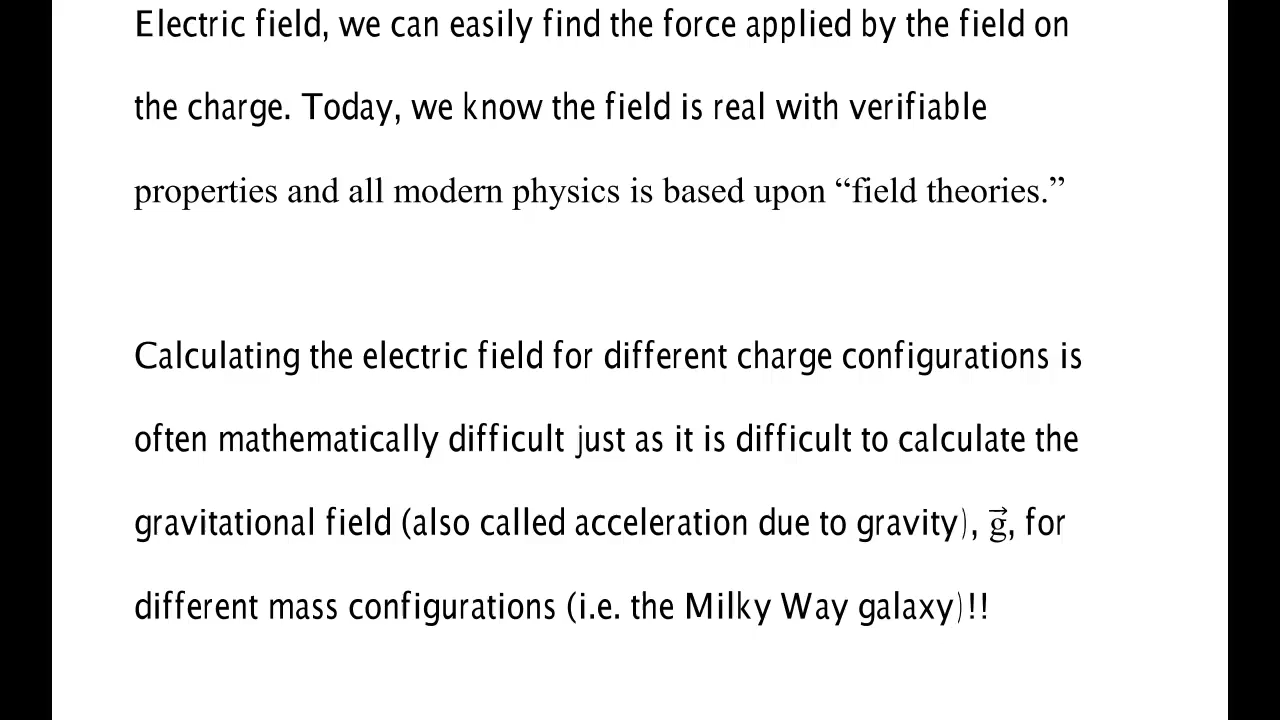 Electric field, we can easily find the force applied by the field on
the charge. Today, we know the field is real with verifiable
properties and all modern physics is based upon “field theories.”
Calculating the electric field for different charge configurations is
often mathematically difficult just as it is difficult to calculate the
gravitational field (also called acceleration due to gravity), g⃗, for
different mass configurations (i.e. the Milky Way galaxy)!!